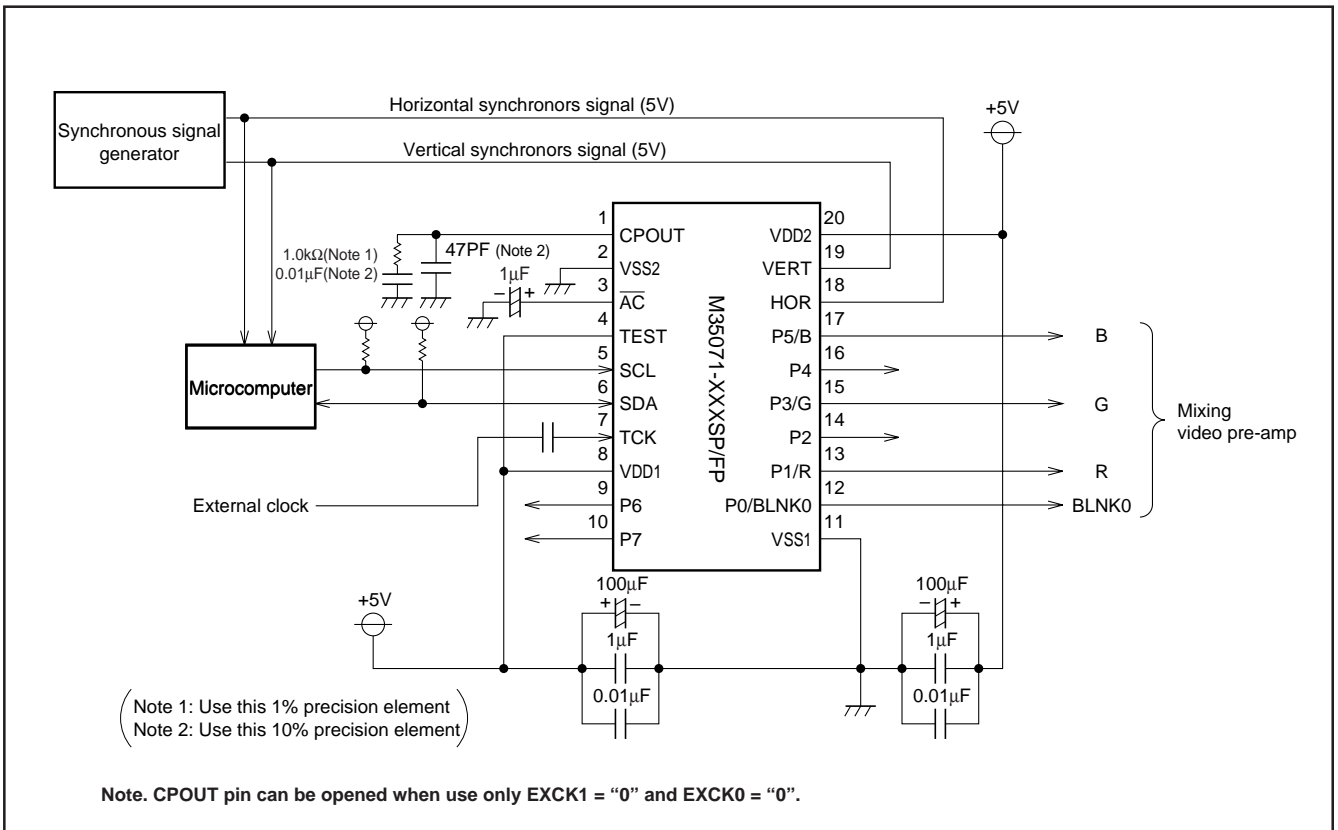 Horizontal synchronors signal (5V)
+5V
Synchronous signal
generator
Vertical synchronors signal (5V)
1
20
1.0kΩ(Note 1)
0.01μF(Note 2)
47PF (Note 2)
CPOUT
VDD2
2
19
1μF
VSS2
VERT
3
18
– +
AC
HOR
4
17
TEST
P5/B
B
5
16
Microcomputer
SCL
P4
6
15
SDA
P3/G
G
Mixing
video pre-amp
7
14
TCK
P2
8
13
VDD1
P1/R
R
9
12
External clock
P6
P0/BLNK0
BLNK0
10
11
P7
VSS1
M35071-XXXSP/FP
+5V
100μF
+ –
1μF
0.01μF
100μF
– +
1μF
0.01μF
Note 1: Use this 1% precision element
Note 2: Use this 10% precision element
Note. CPOUT pin can be opened when use only EXCK1 = “0” and EXCK0 = “0”.